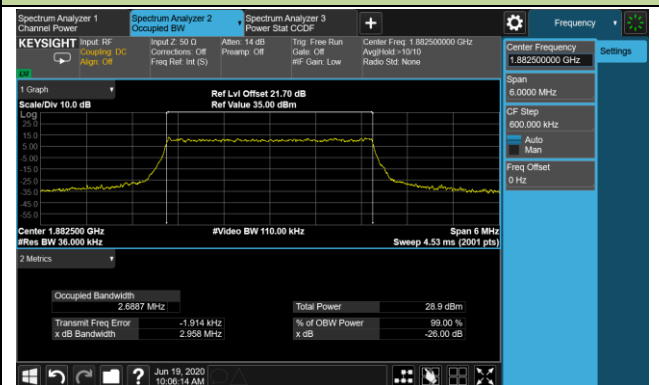 Spectrum Analyzer 1
Channel Power
Spectrum Analyzer 2
Occupied BW
Spectrum Analyzer 3
Power Stat CCDF
+
Frequency
KEYSIGHT
Input: RF
Coupling: DC
Align: Off
Input Z: 50 Ω
Corrections: Off
Freq Ref: Int (S)
Atten: 14 dB
Preamp: Off
Trig: Free Run
Gate: Off
#IF Gain: Low
Center Freq: 1.882500000 GHz
Avg|Hold:>10/10
Radio Std: None
LXI
Center Frequency
1.882500000 GHz
Settings
Span
6.0000 MHz
CF Step
600.000 kHz
Auto
Man
Freq Offset
0 Hz
1 Graph
Scale/Div 10.0 dB
Ref Lvl Offset 21.70 dB
Ref Value 35.00 dBm
Log
25.0
15.0
5.00
-5.00
-15.0
-25.0
-35.0
-45.0
-55.0
Center 1.882500 GHz
#Res BW 36.000 kHz
#Video BW 110.00 kHz
Span 6 MHz
Sweep 4.53 ms (2001 pts)
2 Metrics
Occupied Bandwidth
2.6887 MHz
Total Power 28.9 dBm
Transmit Freq Error -1.914 kHz
% of OBW Power 99.00 %
x dB Bandwidth 2.958 MHz
x dB -26.00 dB
?
Jun 19, 2020
10:06:14 AM